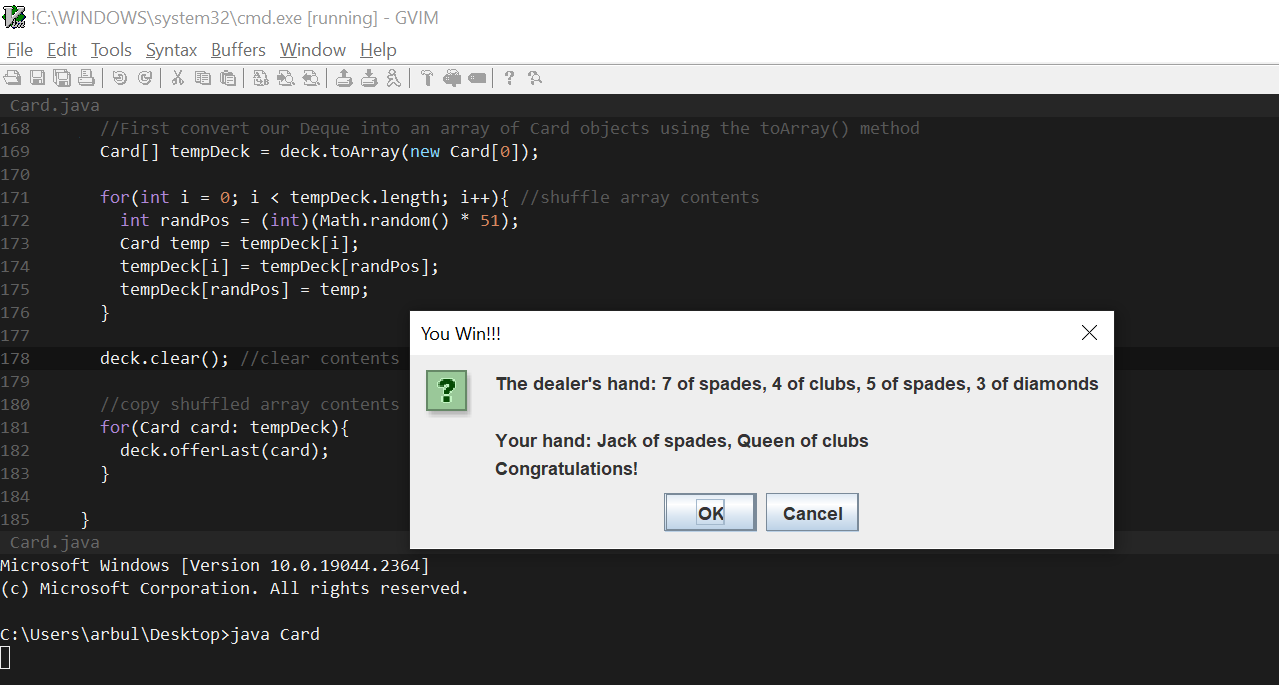 !C:\WINDOWS\system32\cmd.exe [running] - GVIM
File Edit Tools Syntax Buffers Window Help
Card.java
168 //First convert our Deque into an array of Card objects using the toArray() method
169 Card[] tempDeck = deck.toArray(new Card[0]);
170
171 for(int i = 0; i < tempDeck.length; i++){ //shuffle array contents
172 int randPos = (int)(Math.random() * 51);
173 Card temp = tempDeck[i];
174 tempDeck[i] = tempDeck[randPos];
175 tempDeck[randPos] = temp;
176 }
177
178 deck.clear(); //clear contents
179
180 //copy shuffled array contents
181 for(Card card: tempDeck){
182 deck.offerLast(card);
183 }
184
185 }
You Win!!!
The dealer's hand: 7 of spades, 4 of clubs, 5 of spades, 3 of diamonds
Your hand: Jack of spades, Queen of clubs
Congratulations!
OK Cancel
Card.java
Microsoft Windows [Version 10.0.19044.2364]
(c) Microsoft Corporation. All rights reserved.
C:\Users\arbul\Desktop>java Card